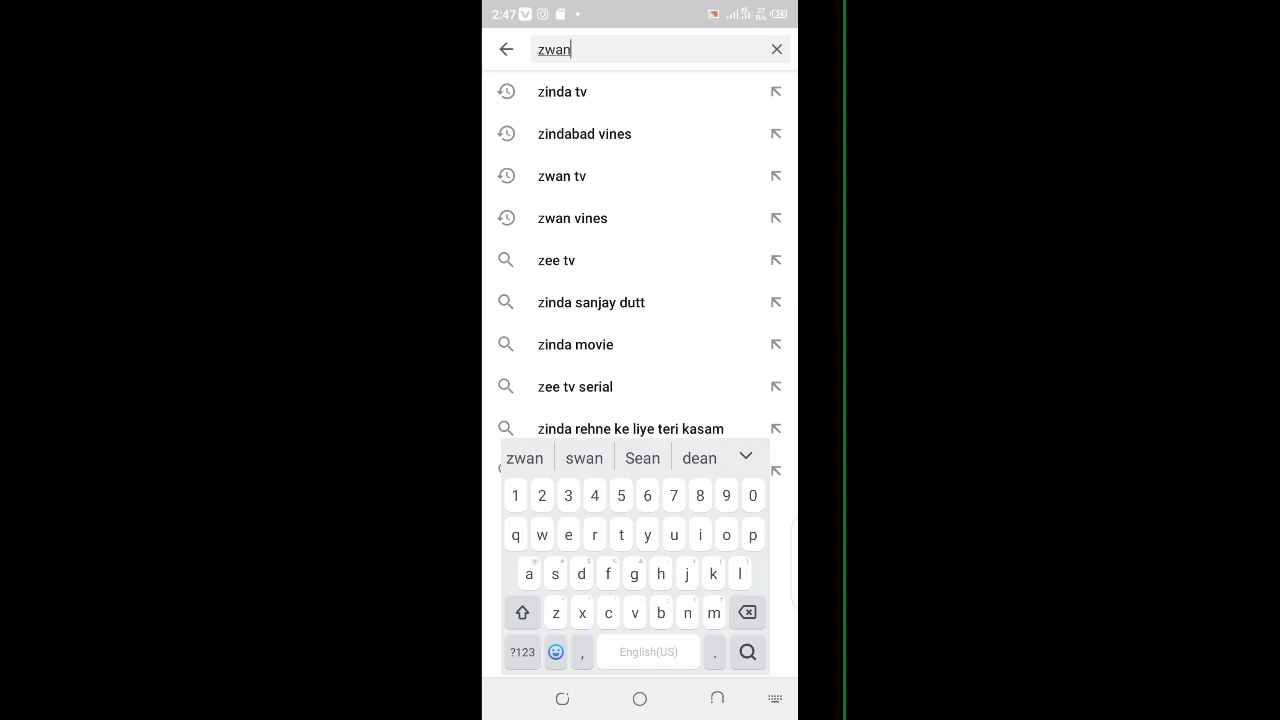 2:47
zwan
zinda tv
zindabad vines
zwan tv
zwan vines
zee tv
zinda sanjay dutt
zinda movie
zee tv serial
zinda rehne ke liye teri kasam
zwan swan Sean dean
1 2 3 4 5 6 7 8 9 0
q w e r t y u i o p
a s d f g h j k l
z x c v b n m
?123 , English(US) .